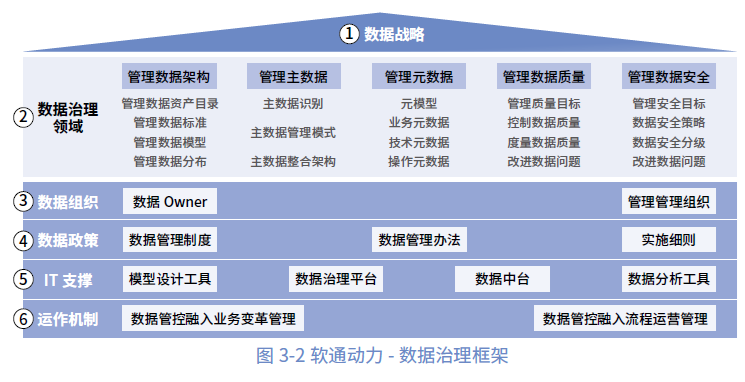 ① 数据战略
② 数据治理
领域
管理数据架构 管理主数据 管理元数据 管理数据质量 管理数据安全
管理数据资产目录 主数据识别 元模型 管理质量目标 管理安全目标
管理数据标准 主数据管理模式 业务元数据 控制数据质量 数据安全策略
管理数据模型 技术元数据 度量数据质量 数据安全分级
管理数据分布 主数据整合架构 操作元数据 改进数据问题 改进数据问题
③ 数据组织 数据 Owner 管理管理组织
④ 数据政策 数据管理制度 数据管理办法 实施细则
⑤ IT 支撑 模型设计工具 数据治理平台 数据中台 数据分析工具
⑥ 运作机制 数据管控融入业务变革管理 数据管控融入流程运营管理
图 3-2 软通动力 - 数据治理框架